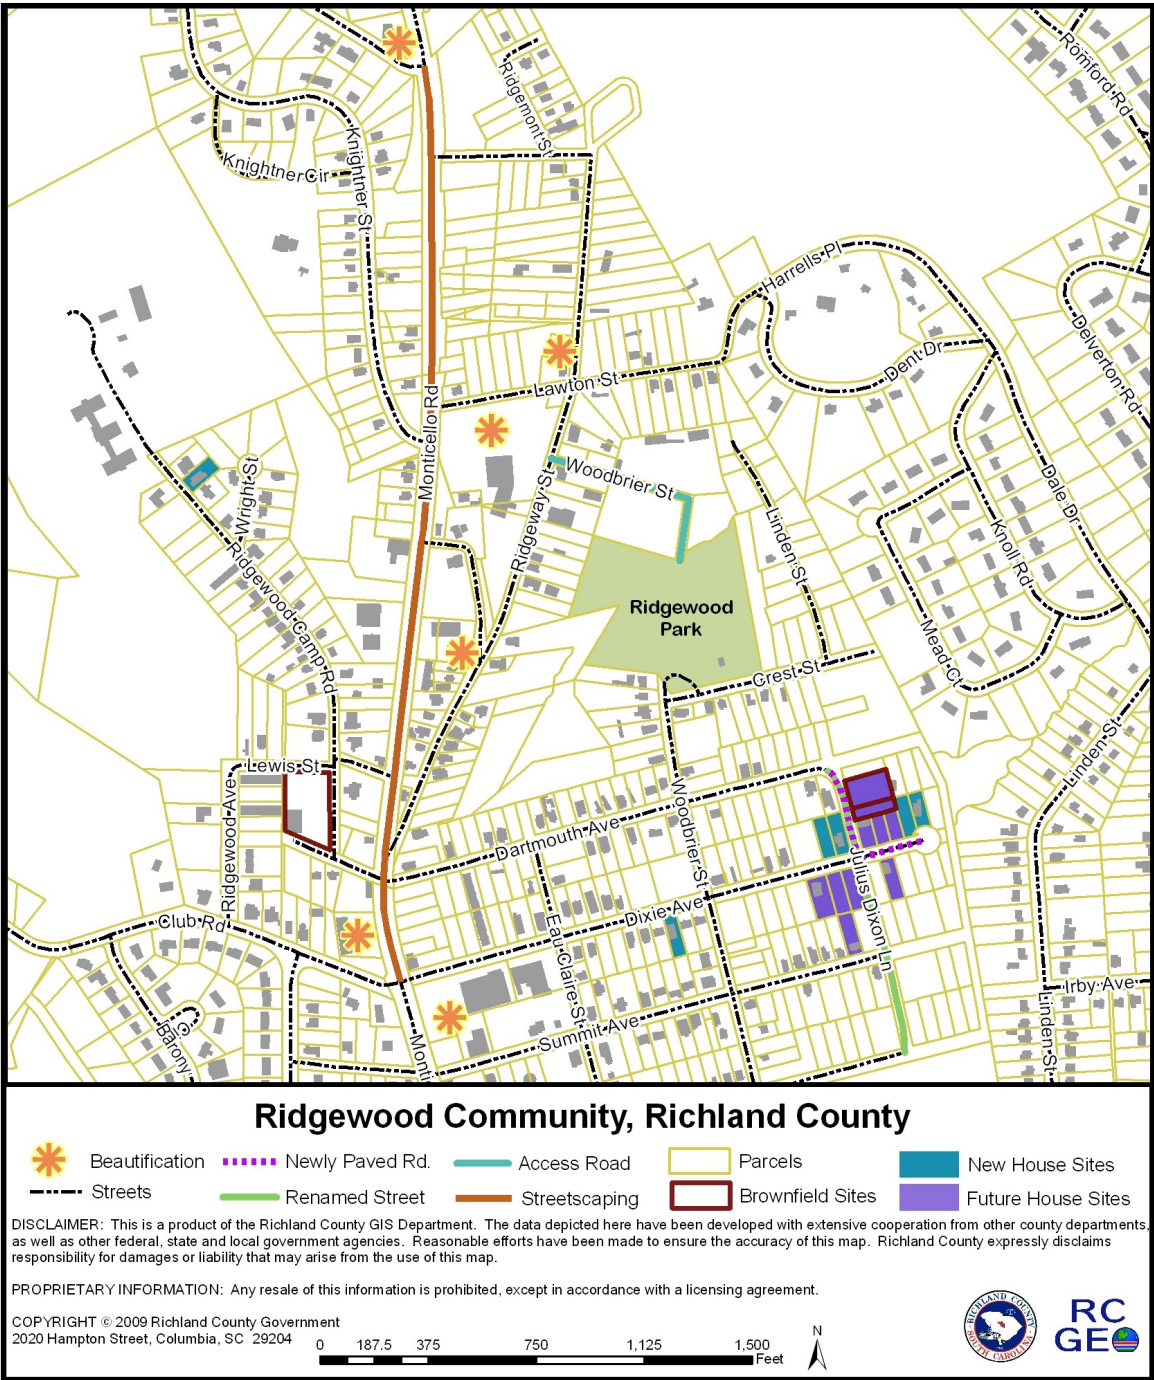 Romford Rd
Ridgemont St
Knightner Cir
Knightner St
Harrells Pl
Delverton Rd
Dent Dr
Lawton St
Monticello Rd
Woodbrier St
Wright St
Ridgeway St
Linden St
Dale Dr
Knoll Rd
Ridgewood Camp Rd
Ridgewood
Park
Mead Ct
Crest St
Linden St
Lewis St
Ridgewood Ave
Woodbrier St
Dartmouth Ave
Julius Dixon Ln
Dixie Ave
Club Rd
Eau Claire St
Irby Ave
Linden St
Summit Ave
Barony
Cir
Monti
Ridgewood Community, Richland County
Beautification
Newly Paved Rd.
Access Road
Parcels
New House Sites
Streets
Renamed Street
Streetscaping
Brownfield Sites
Future House Sites
DISCLAIMER: This is a product of the Richland County GIS Department. The data depicted here have been developed with extensive cooperation from other county departments,
as well as other federal, state and local government agencies. Reasonable efforts have been made to ensure the accuracy of this map. Richland County expressly disclaims
responsibility for damages or liability that may arise from the use of this map.
PROPRIETARY INFORMATION: Any resale of this information is prohibited, except in accordance with a licensing agreement.
COPYRIGHT © 2009 Richland County Government
2020 Hampton Street, Columbia, SC 29204
0 187.5 375 750 1,125 1,500
Feet
N
RICHLAND COUNTY
SOUTH CAROLINA
RC
GEO